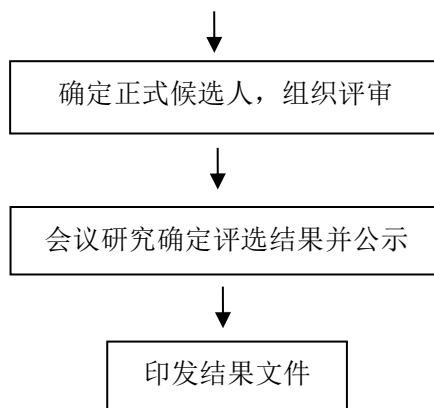 确定正式候选人，组织评审
会议研究确定评选结果并公示
印发结果文件